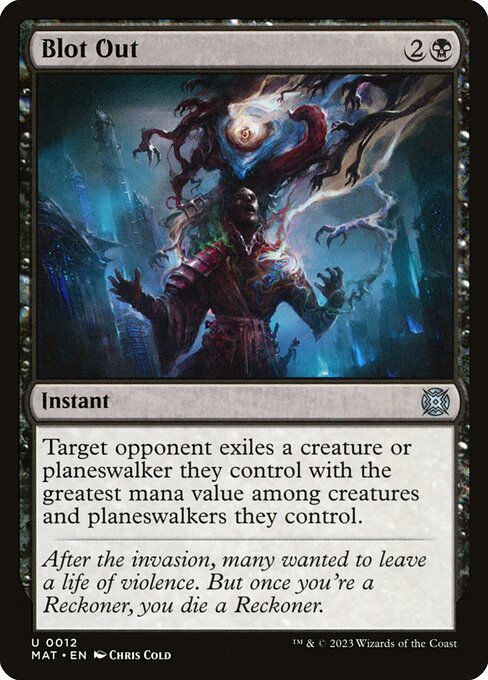 Blot Out
2
Instant
Target opponent exiles a creature or
planeswalker they control with the
greatest mana value among creatures
and planeswalkers they control.
After the invasion, many wanted to leave
a life of violence. But once you're a
Reckoner, you die a Reckoner.
U 0012
MAT • EN Chris Cold
™ & © 2023 Wizards of the Coast